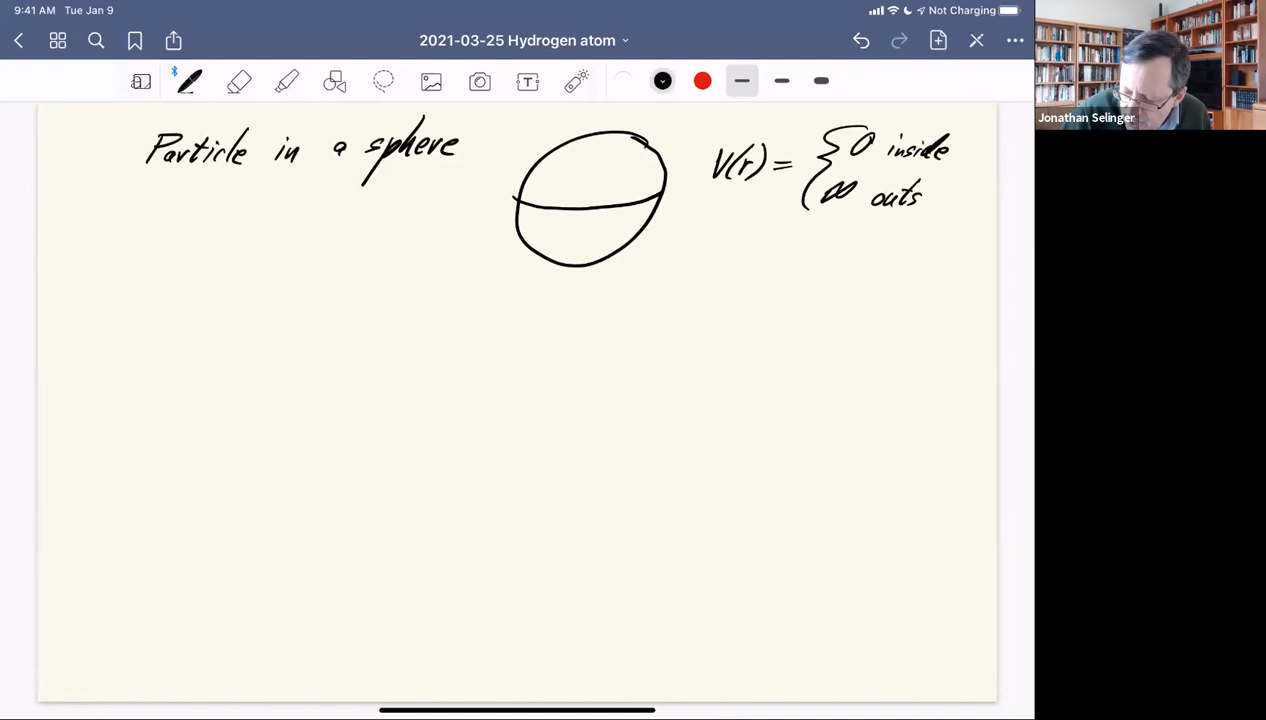 9:41 AM Tue Jan 9
Not Charging
2021-03-25 Hydrogen atom
T
Jonathan Selinger
Particle in a sphere
V(r) = { 0 inside
∞ outs